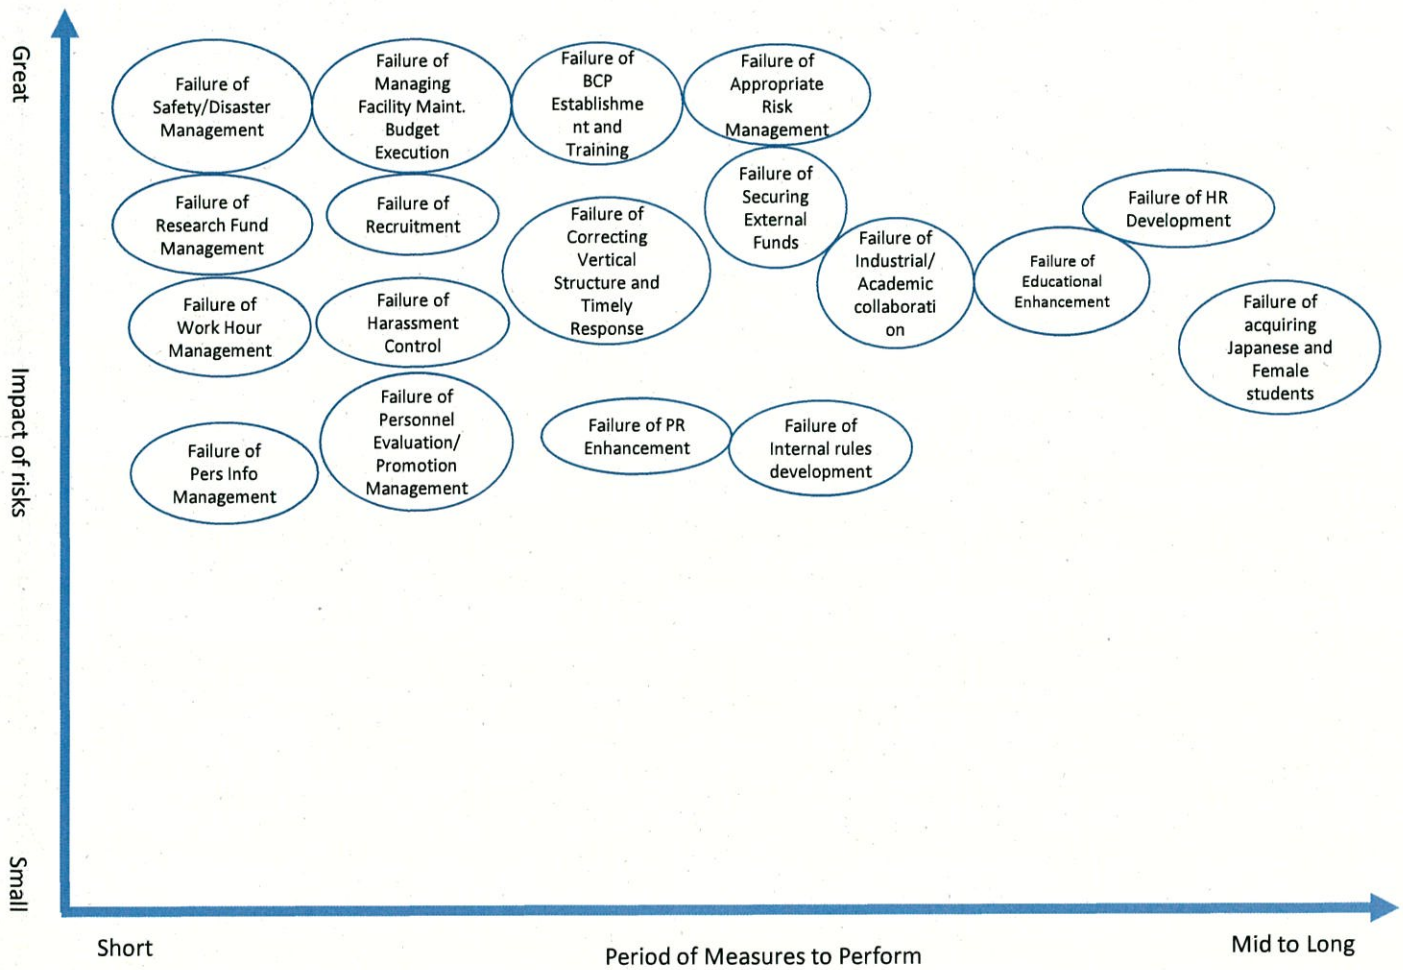 Great
Impact of risks
Small
Failure of
Safety/Disaster
Management
Failure of
Managing
Facility Maint.
Budget
Execution
Failure of
BCP
Establishme
nt and
Training
Failure of
Appropriate
Risk
Management
Failure of
Research Fund
Management
Failure of
Recruitment
Failure of
Correcting
Vertical
Structure and
Timely
Response
Failure of
Securing
External
Funds
Failure of
Industrial/
Academic
collaborati
on
Failure of
Educational
Enhancement
Failure of HR
Development
Failure of
acquiring
Japanese and
Female
students
Failure of
Work Hour
Management
Failure of
Harassment
Control
Failure of
Pers Info
Management
Failure of
Personnel
Evaluation/
Promotion
Management
Failure of PR
Enhancement
Failure of
Internal rules
development
Short
Period of Measures to Perform
Mid to Long